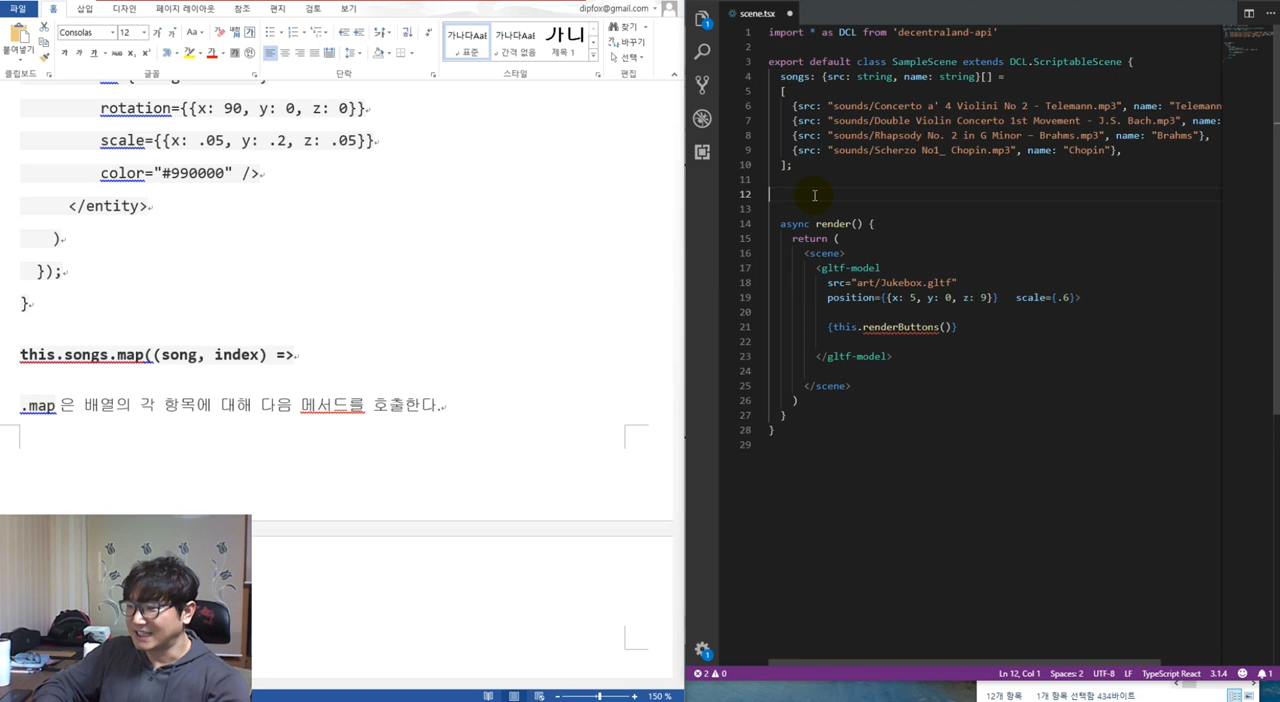 파일 홈 삽입 디자인 페이지 레이아웃 참조 편지 검토 보기 dipfox@gmail.com
붙여넣기
Consolas 12
클립보드 글꼴 단락 스타일 편집
가나다AaE 가나다AaE 가나
표준 간격 없음 제목 1
찾기
바꾸기
선택
rotation={{x: 90, y: 0, z: 0}}
scale={{x: .05, y: .2, z: .05}}
color="#990000" />
</entity>
)
});
}
this.songs.map((song, index) =>
.map 은 배열의 각 항목에 대해 다음 메서드를 호출한다.
150 %
scene.tsx
1 import * as DCL from 'decentraland-api'
2
3 export default class SampleScene extends DCL.ScriptableScene {
4 songs: {src: string, name: string}[] =
5 [
6 {src: "sounds/Concerto a' 4 Violini No 2 - Telemann.mp3", name: "Telemann
7 {src: "sounds/Double Violin Concerto 1st Movement - J.S. Bach.mp3", name:
8 {src: "sounds/Rhapsody No. 2 in G Minor – Brahms.mp3", name: "Brahms"},
9 {src: "sounds/Scherzo No1_ Chopin.mp3", name: "Chopin"},
10 ];
11
12
13
14 async render() {
15 return (
16 <scene>
17 <gltf-model
18 src="art/Jukebox.gltf"
19 position={{x: 5, y: 0, z: 9}} scale={.6}>
20
21 {this.renderButtons()}
22
23 </gltf-model>
24
25 </scene>
26 )
27 }
28 }
29
2 0 Ln 12, Col 1 Spaces: 2 UTF-8 LF TypeScript React 3.1.4 1
12개 항목 1개 항목 선택함 434바이트